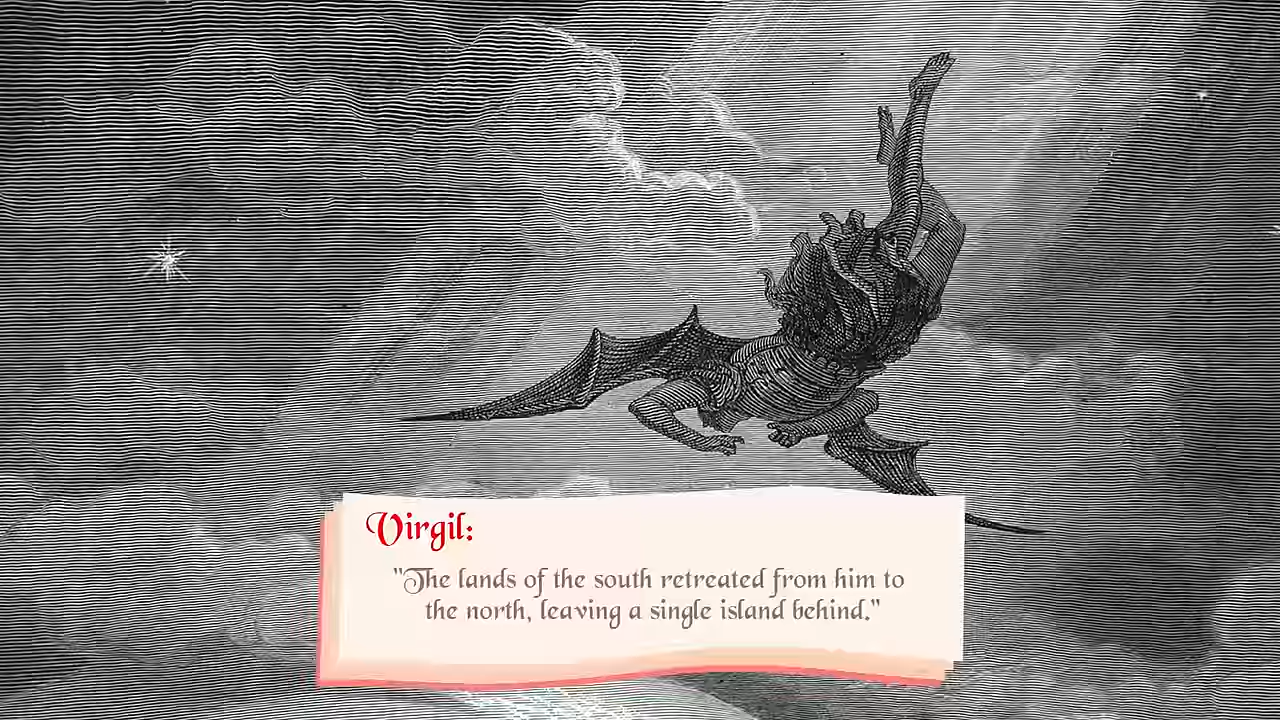 Virgil:
"The lands of the south retreated from him to
the north, leaving a single island behind."